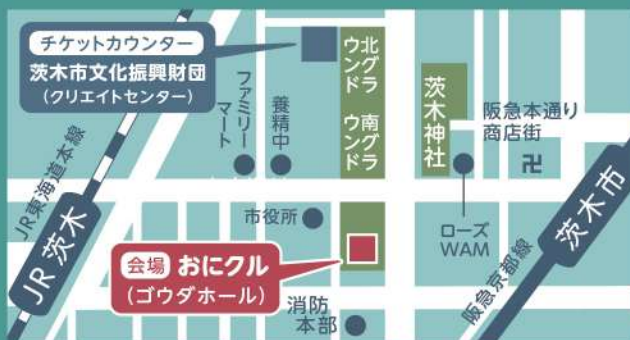 チケットカウンター
茨木市文化振興財団
(クリエイトセンター)
北グラ
ウンド
南グラ
ウンド
ファミリー
マート
養精中
茨木神社
阪急本通り
商店街
卍
JR東海道本線
JR 茨木
市役所
ローズ
WAM
茨木市
阪急京都線
会場 おにクル
(ゴウダホール)
消防
本部